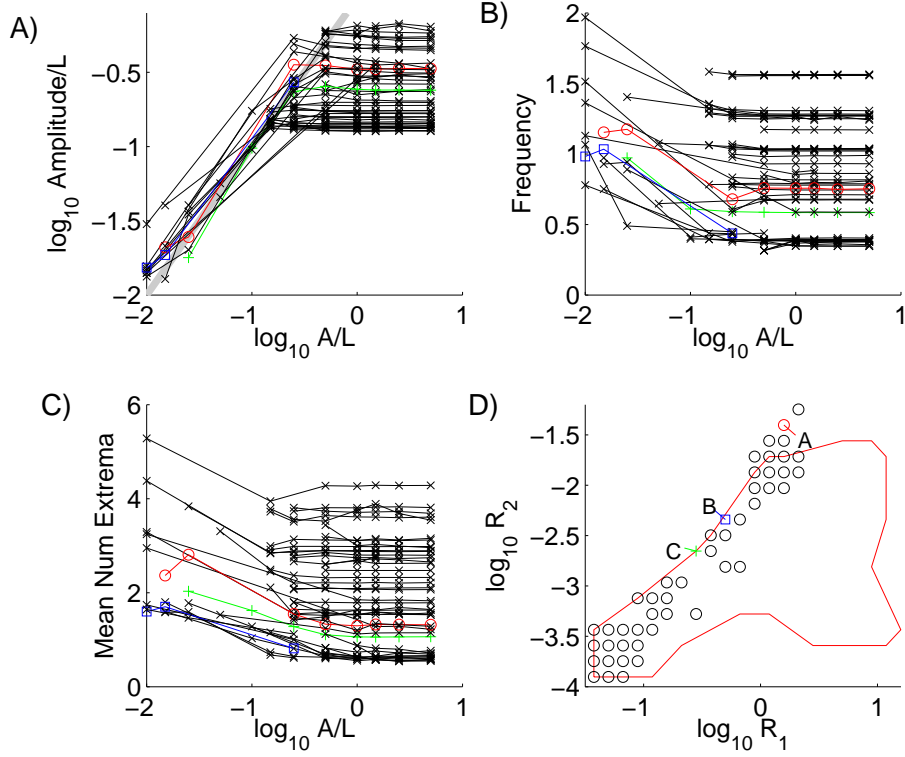 A)
log10 Amplitude/L
−0.5
−1
−1.5
−2
−2
−1
0
1
log10 A/L
B)
Frequency
2
1.5
1
0.5
0
−2
−1
0
1
log10 A/L
C)
Mean Num Extrema
6
4
2
0
−2
−1
0
1
log10 A/L
D)
log10 R2
−1.5
−2
−2.5
−3
−3.5
−4
A
B
C
−1
0
1
log10 R1